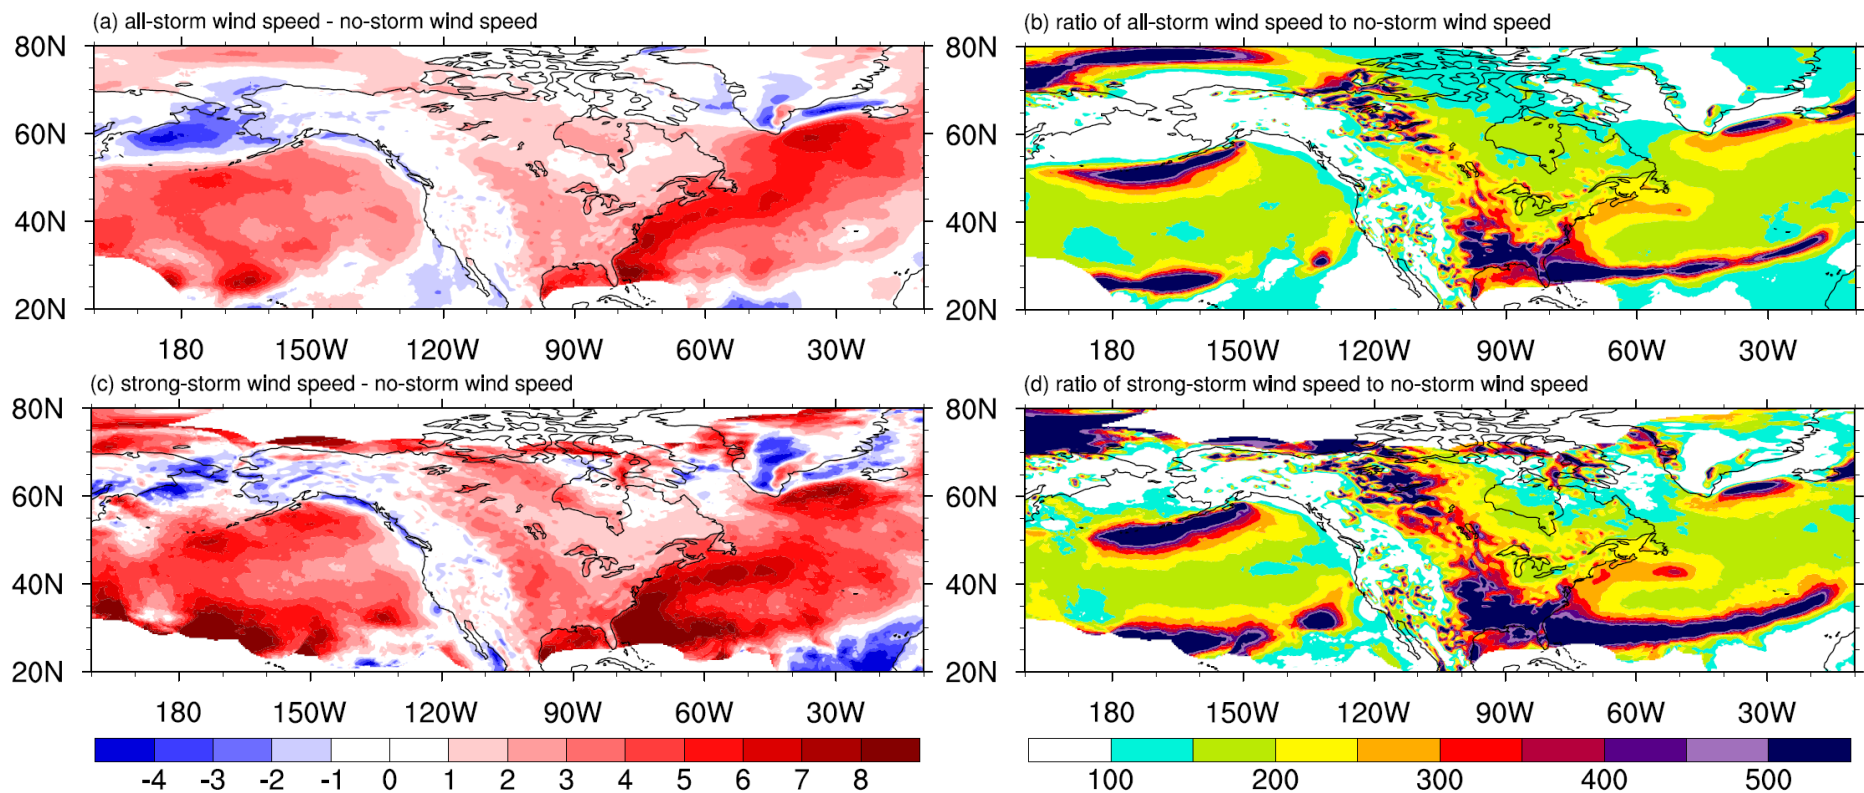 (a) all-storm wind speed - no-storm wind speed
(b) ratio of all-storm wind speed to no-storm wind speed
80N
60N
40N
20N
180 150W 120W 90W 60W 30W
80N
60N
40N
20N
180 150W 120W 90W 60W 30W
(c) strong-storm wind speed - no-storm wind speed
(d) ratio of strong-storm wind speed to no-storm wind speed
80N
60N
40N
20N
180 150W 120W 90W 60W 30W
80N
60N
40N
20N
180 150W 120W 90W 60W 30W
-4 -3 -2 -1 0 1 2 3 4 5 6 7 8
100 200 300 400 500